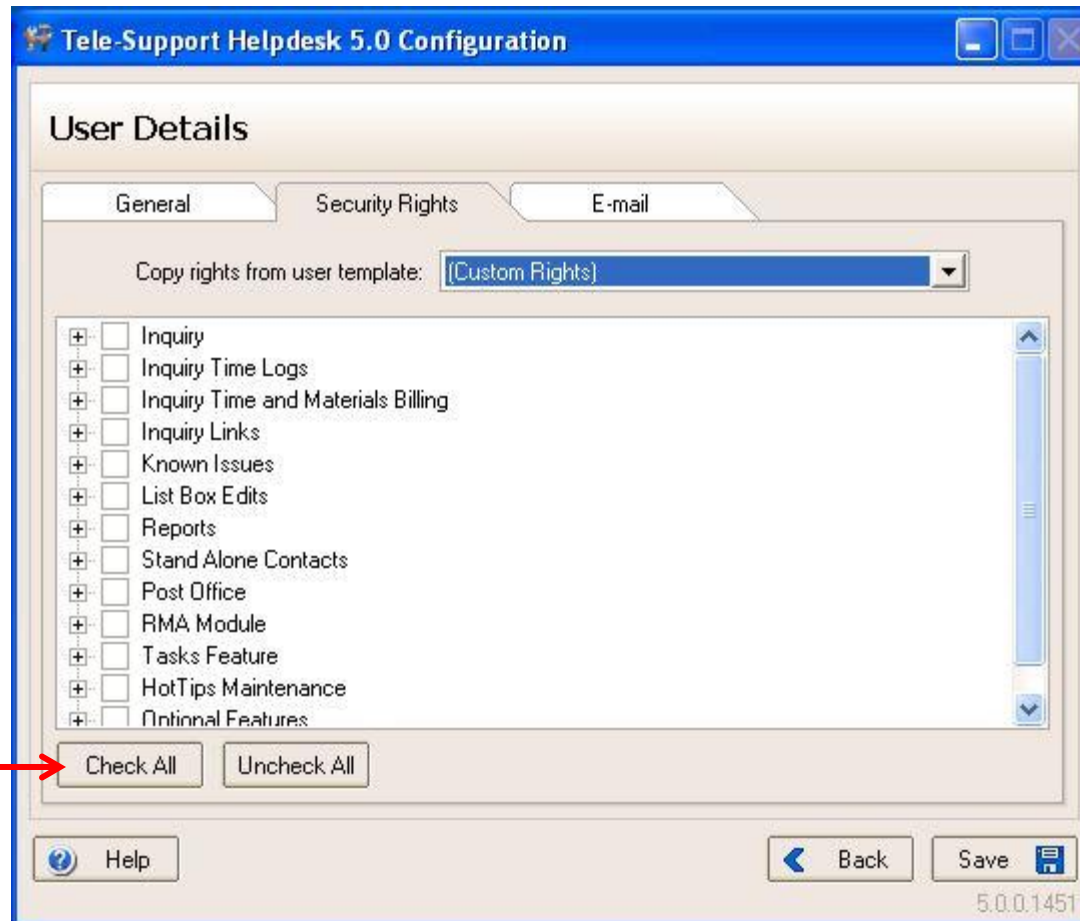 Tele-Support Helpdesk 5.0 Configuration
User Details
General Security Rights E-mail
Copy rights from user template: (Custom Rights)
Inquiry
Inquiry Time Logs
Inquiry Time and Materials Billing
Inquiry Links
Known Issues
List Box Edits
Reports
Stand Alone Contacts
Post Office
RMA Module
Tasks Feature
HotTips Maintenance
Optional Features
Check All Uncheck All
Help Back Save
5.0.0.1451